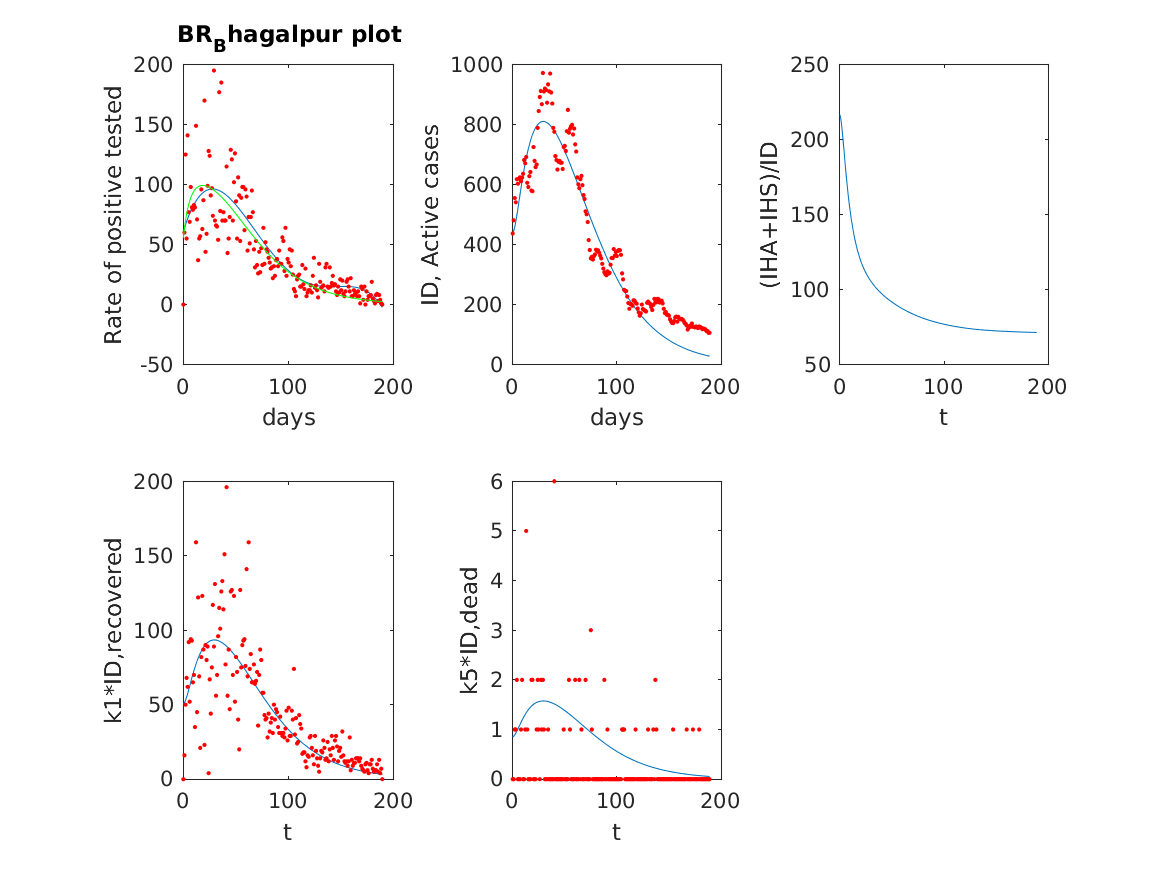 BR_Bhagalpur plot
Rate of positive tested
200
150
100
50
0
-50
0 100 200
days
ID, Active cases
1000
800
600
400
200
0
0 100 200
days
(IHA+IHS)/ID
250
200
150
100
50
0 100 200
t
k1*ID,recovered
200
150
100
50
0
0 100 200
t
k5*ID,dead
6
5
4
3
2
1
0
0 100 200
t